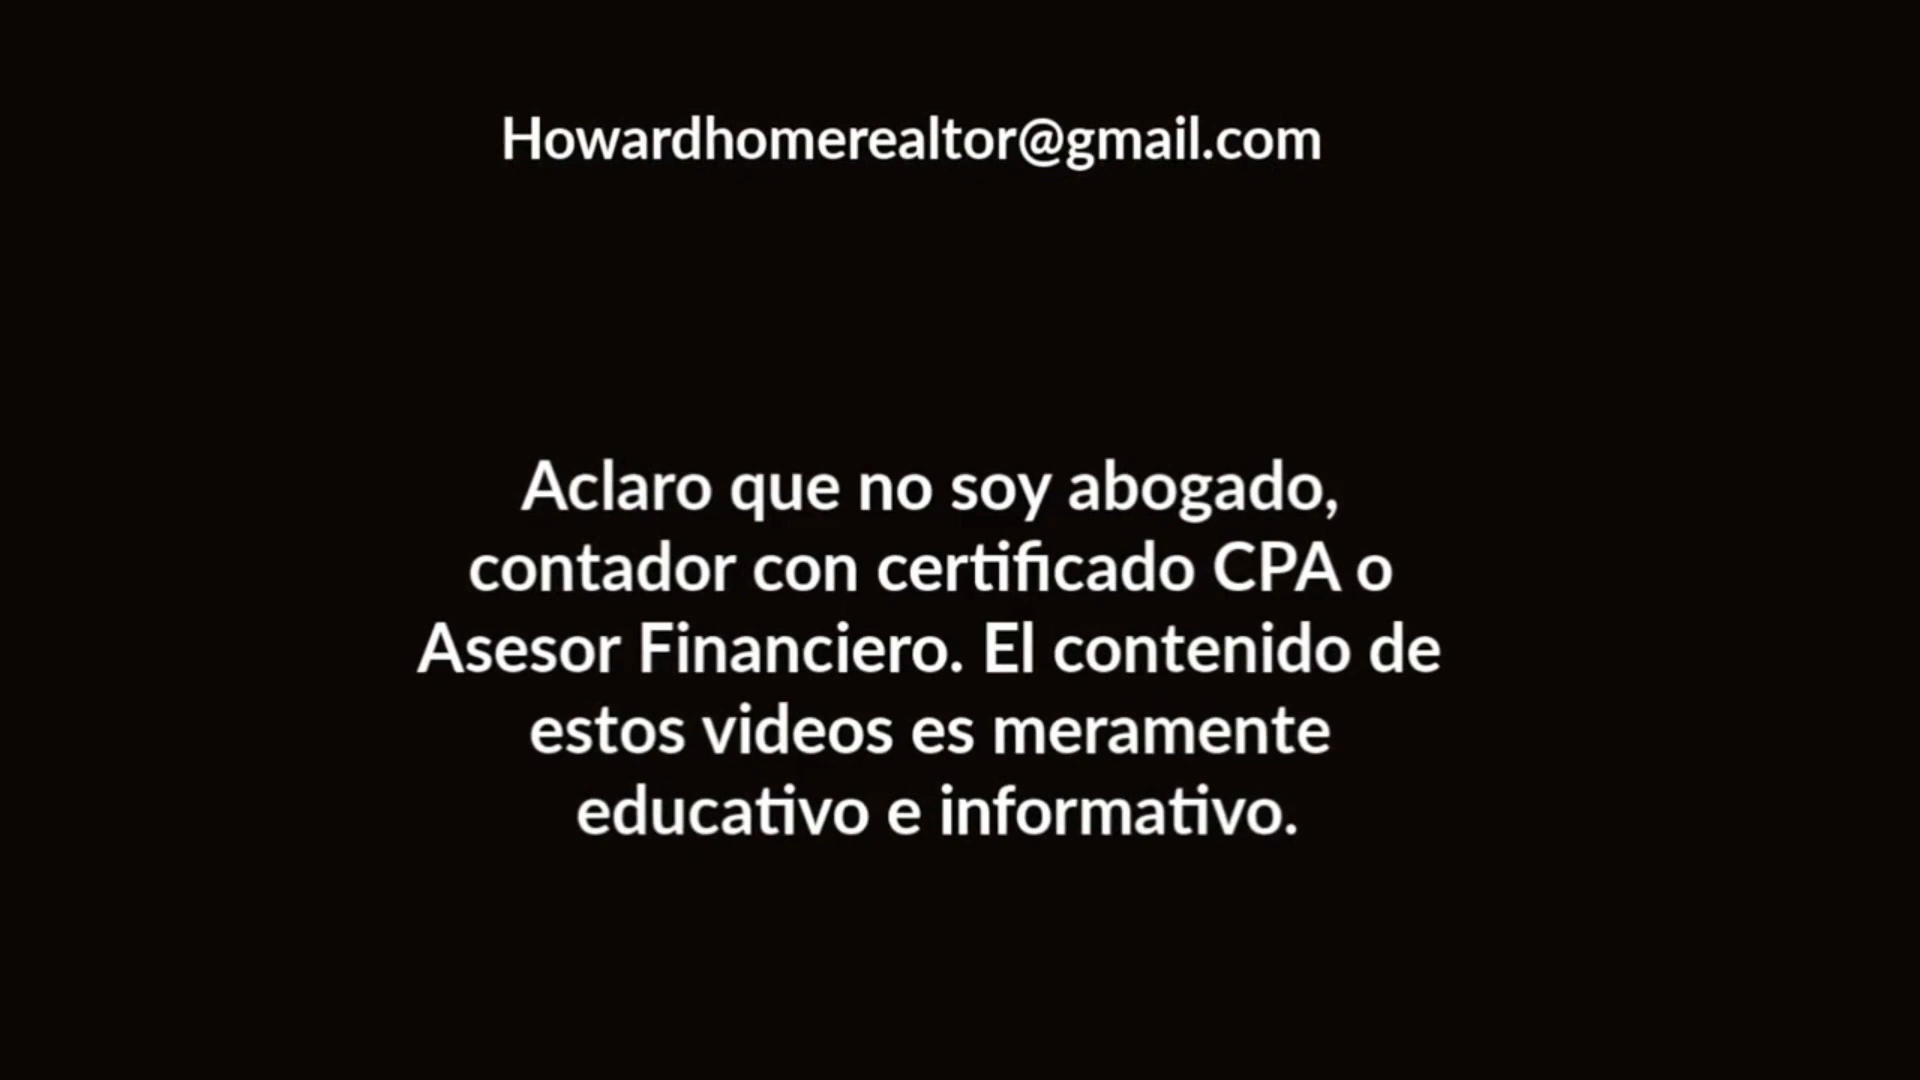 Howardhomerealtor@gmail.com
Aclaro que no soy abogado,
contador con certificado CPA o
Asesor Financiero. El contenido de
estos videos es meramente
educativo e informativo.